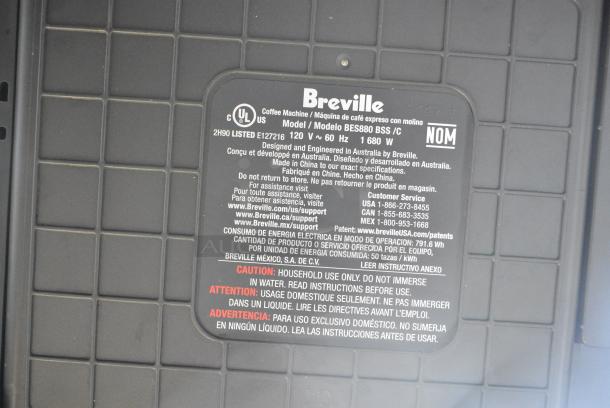 Breville
Coffee Machine / Máquina de café expreso con molino
C UL US
Model / Modelo BES880 BSS /C
2H90 LISTED E127216 120 V ~ 60 Hz 1 680 W
NOM
Designed and Engineered in Australia by Breville.
Conçu et développé en Australia. Diseñado y desarrollado en Australia.
Made in China to our exact specifications.
Fabriqué en Chine. Hecho en China.
Do not return to store. Ne pas retourner le produit en magasin.
For assistance visit
Pour toute assistance, visiter
Para obtener asistencia, visite
www.Breville.com/us/support
www.Breville.ca/support
www.Breville.mx/support
Customer Service
USA 1-866-273-8455
CAN 1-855-683-3535
MEX 1-800-953-1668
Patent: www.brevilleUSA.com/patents
CONSUMO DE ENERGIA ELECTRICA EN MODO DE OPERACION: 791.6 Wh
CANTIDAD DE PRODUCTO O SERVICIO OFRECIDA POR EL EQUIPO,
POR UNIDAD DE ENERGIA CONSUMIDA: 50 tazas / kWh
BREVILLE MÉXICO, S.A. DE C.V. LEER INSTRUCTIVO ANEXO
CAUTION: HOUSEHOLD USE ONLY. DO NOT IMMERSE
IN WATER. READ INSTRUCTIONS BEFORE USE.
ATTENTION: USAGE DOMESTIQUE SEULEMENT. NE PAS IMMERGER
DANS UN LIQUIDE. LIRE LES DIRECTIVES AVANT L'EMPLOI.
ADVERTENCIA: PARA USO EXCLUSIVO DOMÉSTICO. NO SUMERJA
EN NINGÚN LÍQUIDO. LEA LAS INSTRUCCIONES ANTES DE USAR.